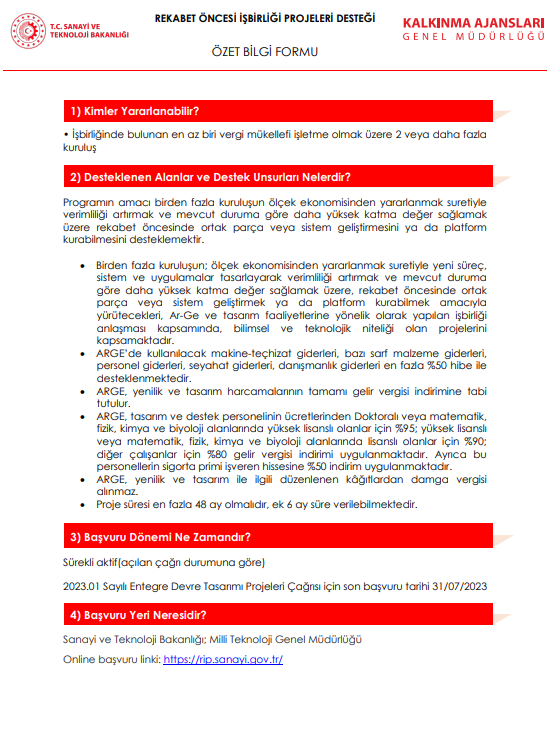 T.C. SANAYİ VE
TEKNOLOJİ BAKANLIĞI
REKABET ÖNCESİ İŞBİRLİĞİ PROJELERİ DESTEĞİ
ÖZET BİLGİ FORMU
KALKINMA AJANSLARI
GENEL MÜDÜRLÜĞÜ
1) Kimler Yararlanabilir?
• İşbirliğinde bulunan en az biri vergi mükellefi işletme olmak üzere 2 veya daha fazla
kuruluş
2) Desteklenen Alanlar ve Destek Unsurları Nelerdir?
Programın amacı birden fazla kuruluşun ölçek ekonomisinden yararlanmak suretiyle
verimliliği artırmak ve mevcut duruma göre daha yüksek katma değer sağlamak
üzere rekabet öncesinde ortak parça veya sistem geliştirmesini ya da platform
kurabilmesini desteklemektir.
• Birden fazla kuruluşun; ölçek ekonomisinden yararlanmak suretiyle yeni süreç,
sistem ve uygulamalar tasarlayarak verimliliği artırmak ve mevcut duruma
göre daha yüksek katma değer sağlamak üzere, rekabet öncesinde ortak
parça veya sistem geliştirmek ya da platform kurabilmek amacıyla
yürütecekleri, Ar-Ge ve tasarım faaliyetlerine yönelik olarak yapılan işbirliği
anlaşması kapsamında, bilimsel ve teknolojik niteliği olan projelerini
kapsamaktadır.
• ARGE'de kullanılacak makine-teçhizat giderleri, bazı sarf malzeme giderleri,
personel giderleri, seyahat giderleri, danışmanlık giderleri en fazla %50 hibe ile
desteklenmektedir.
• ARGE, yenilik ve tasarım harcamalarının tamamı gelir vergisi indirimine tabi
tutulur.
• ARGE, tasarım ve destek personelinin ücretlerinden Doktoralı veya matematik,
fizik, kimya ve biyoloji alanlarında yüksek lisanslı olanlar için %95; yüksek lisanslı
veya matematik, fizik, kimya ve biyoloji alanlarında lisanslı olanlar için %90;
diğer çalışanlar için %80 gelir vergisi indirimi uygulanmaktadır. Ayrıca bu
personellerin sigorta primi işveren hissesine %50 indirim uygulanmaktadır.
• ARGE, yenilik ve tasarım ile ilgili düzenlenen kâğıtlardan damga vergisi
alınmaz.
• Proje süresi en fazla 48 ay olmalıdır, ek 6 ay süre verilebilmektedir.
3) Başvuru Dönemi Ne Zamandır?
Sürekli aktif(açılan çağrı durumuna göre)
2023.01 Sayılı Entegre Devre Tasarımı Projeleri Çağrısı için son başvuru tarihi 31/07/2023
4) Başvuru Yeri Neresidir?
Sanayi ve Teknoloji Bakanlığı; Milli Teknoloji Genel Müdürlüğü
Online başvuru linki: https://rip.sanayi.gov.tr/